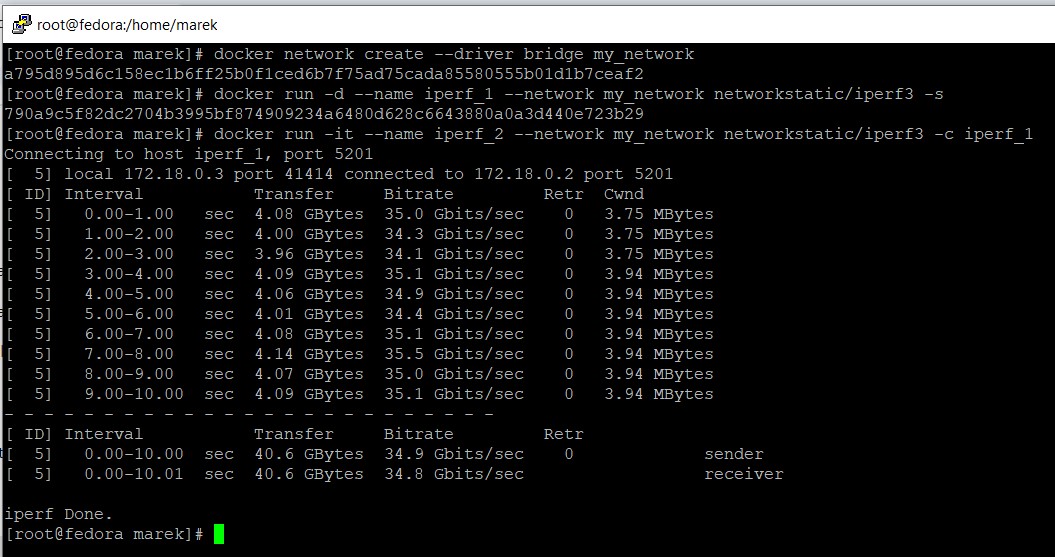 root@fedora:/home/marek
[root@fedora marek]# docker network create --driver bridge my_network
a795d895d6c158ec1b6ff25b0f1ced6b7f75ad75cada85580555b01d1b7ceaf2
[root@fedora marek]# docker run -d --name iperf_1 --network my_network networkstatic/iperf3 -s
790a9c5f82dc2704b3995bf874909234a6480d628c6643880a0a3d440e723b29
[root@fedora marek]# docker run -it --name iperf_2 --network my_network networkstatic/iperf3 -c iperf_1
Connecting to host iperf_1, port 5201
[  5] local 172.18.0.3 port 41414 connected to 172.18.0.2 port 5201
[ ID] Interval           Transfer     Bitrate         Retr  Cwnd
[  5]   0.00-1.00   sec  4.08 GBytes  35.0 Gbits/sec    0   3.75 MBytes
[  5]   1.00-2.00   sec  4.00 GBytes  34.3 Gbits/sec    0   3.75 MBytes
[  5]   2.00-3.00   sec  3.96 GBytes  34.1 Gbits/sec    0   3.75 MBytes
[  5]   3.00-4.00   sec  4.09 GBytes  35.1 Gbits/sec    0   3.94 MBytes
[  5]   4.00-5.00   sec  4.06 GBytes  34.9 Gbits/sec    0   3.94 MBytes
[  5]   5.00-6.00   sec  4.01 GBytes  34.4 Gbits/sec    0   3.94 MBytes
[  5]   6.00-7.00   sec  4.08 GBytes  35.1 Gbits/sec    0   3.94 MBytes
[  5]   7.00-8.00   sec  4.14 GBytes  35.5 Gbits/sec    0   3.94 MBytes
[  5]   8.00-9.00   sec  4.07 GBytes  35.0 Gbits/sec    0   3.94 MBytes
[  5]   9.00-10.00  sec  4.09 GBytes  35.1 Gbits/sec    0   3.94 MBytes
- - - - - - - - - - - - - - - - - - - - - - - - -
[ ID] Interval           Transfer     Bitrate         Retr
[  5]   0.00-10.00  sec  40.6 GBytes  34.9 Gbits/sec    0             sender
[  5]   0.00-10.01  sec  40.6 GBytes  34.8 Gbits/sec                  receiver
iperf Done.
[root@fedora marek]#